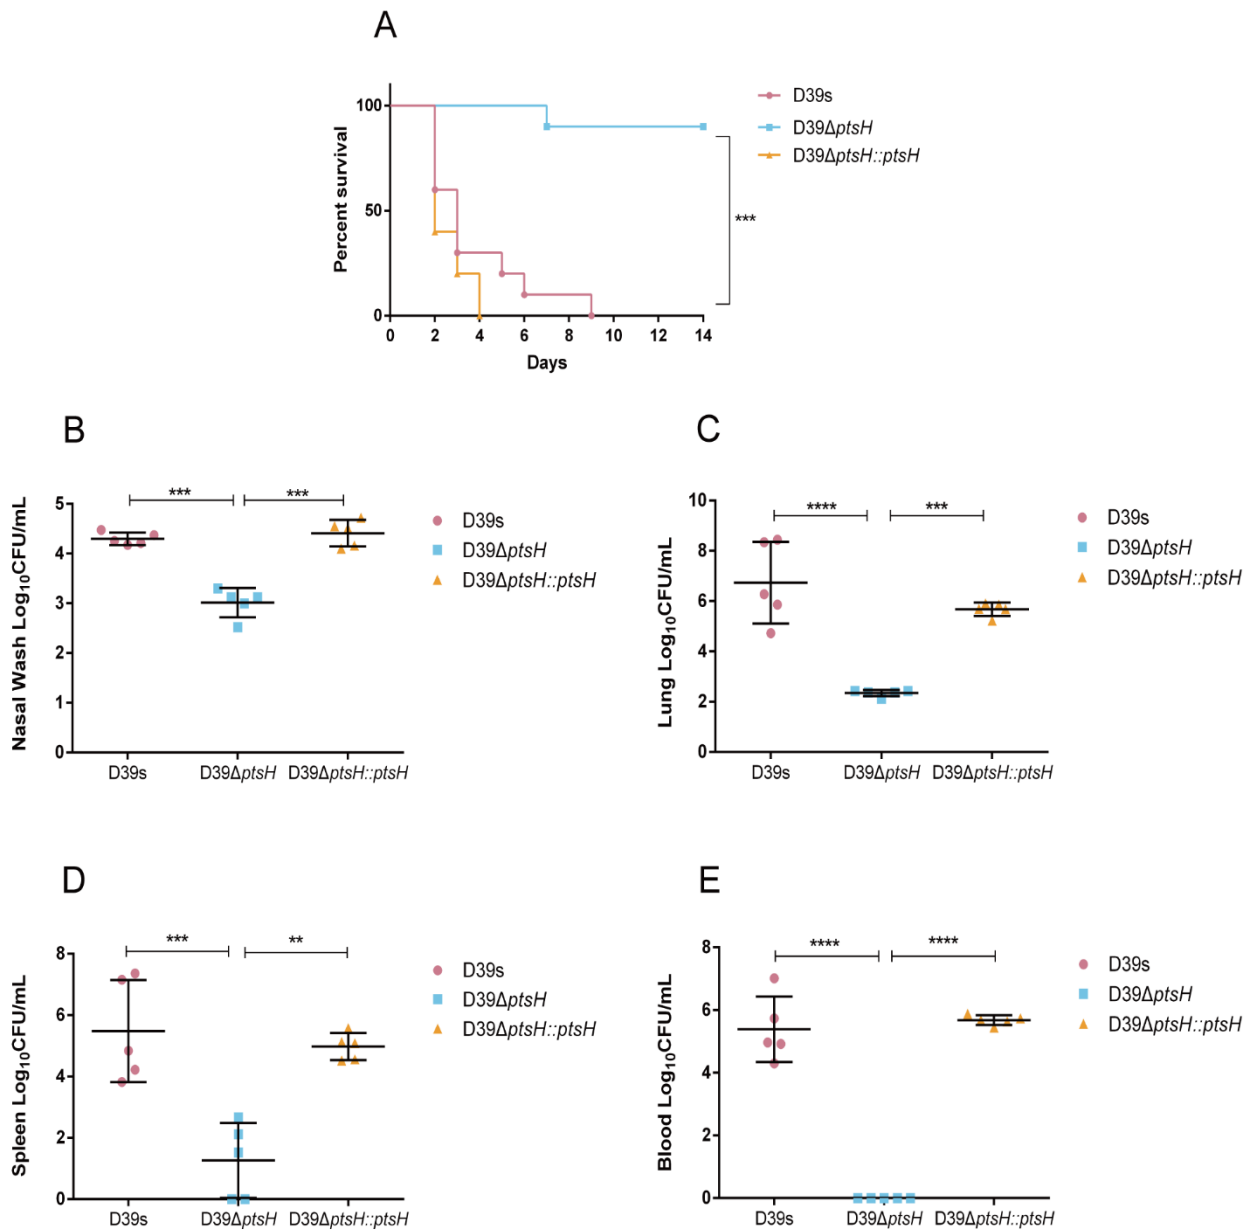 A
Percent survival
100
50
0
0 2 4 6 8 10 12 14
Days
D39s
D39ΔptsH
D39ΔptsH::ptsH
***
B
Nasal Wash Log₁₀CFU/mL
5
4
3
2
1
0
*** ***
D39s D39ΔptsH D39ΔptsH::ptsH
D39s
D39ΔptsH
D39ΔptsH::ptsH
C
Lung Log₁₀CFU/mL
10
8
6
4
2
0
**** ***
D39s D39ΔptsH D39ΔptsH::ptsH
D39s
D39ΔptsH
D39ΔptsH::ptsH
D
Spleen Log₁₀CFU/mL
8
6
4
2
0
*** **
D39s D39ΔptsH D39ΔptsH::ptsH
D39s
D39ΔptsH
D39ΔptsH::ptsH
E
Blood Log₁₀CFU/mL
8
6
4
2
0
**** ****
D39s D39ΔptsH D39ΔptsH::ptsH
D39s
D39ΔptsH
D39ΔptsH::ptsH